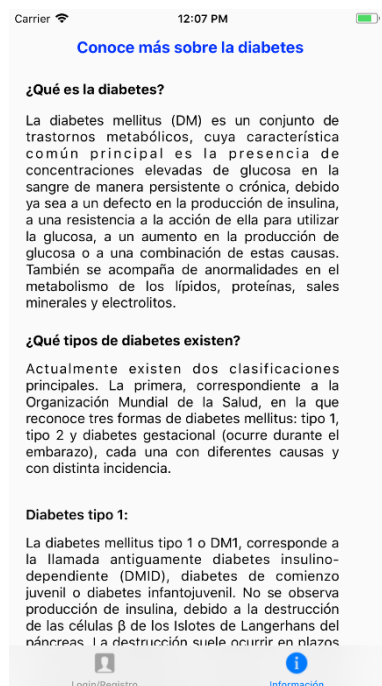 Carrier 12:07 PM
Conoce más sobre la diabetes
¿Qué es la diabetes?
La diabetes mellitus (DM) es un conjunto de
trastornos metabólicos, cuya característica
común principal es la presencia de
concentraciones elevadas de glucosa en la
sangre de manera persistente o crónica, debido
ya sea a un defecto en la producción de insulina,
a una resistencia a la acción de ella para utilizar
la glucosa, a un aumento en la producción de
glucosa o a una combinación de estas causas.
También se acompaña de anormalidades en el
metabolismo de los lípidos, proteínas, sales
minerales y electrolitos.
¿Qué tipos de diabetes existen?
Actualmente existen dos clasificaciones
principales. La primera, correspondiente a la
Organización Mundial de la Salud, en la que
reconoce tres formas de diabetes mellitus: tipo 1,
tipo 2 y diabetes gestacional (ocurre durante el
embarazo), cada una con diferentes causas y
con distinta incidencia.
Diabetes tipo 1:
La diabetes mellitus tipo 1 o DM1, corresponde a
la llamada antiguamente diabetes insulino-
dependiente (DMID), diabetes de comienzo
juvenil o diabetes infantojuvenil. No se observa
producción de insulina, debido a la destrucción
de las células β de los Islotes de Langerhans del
páncreas. La destrucción suele ocurrir en plazos
Login/Registro Información